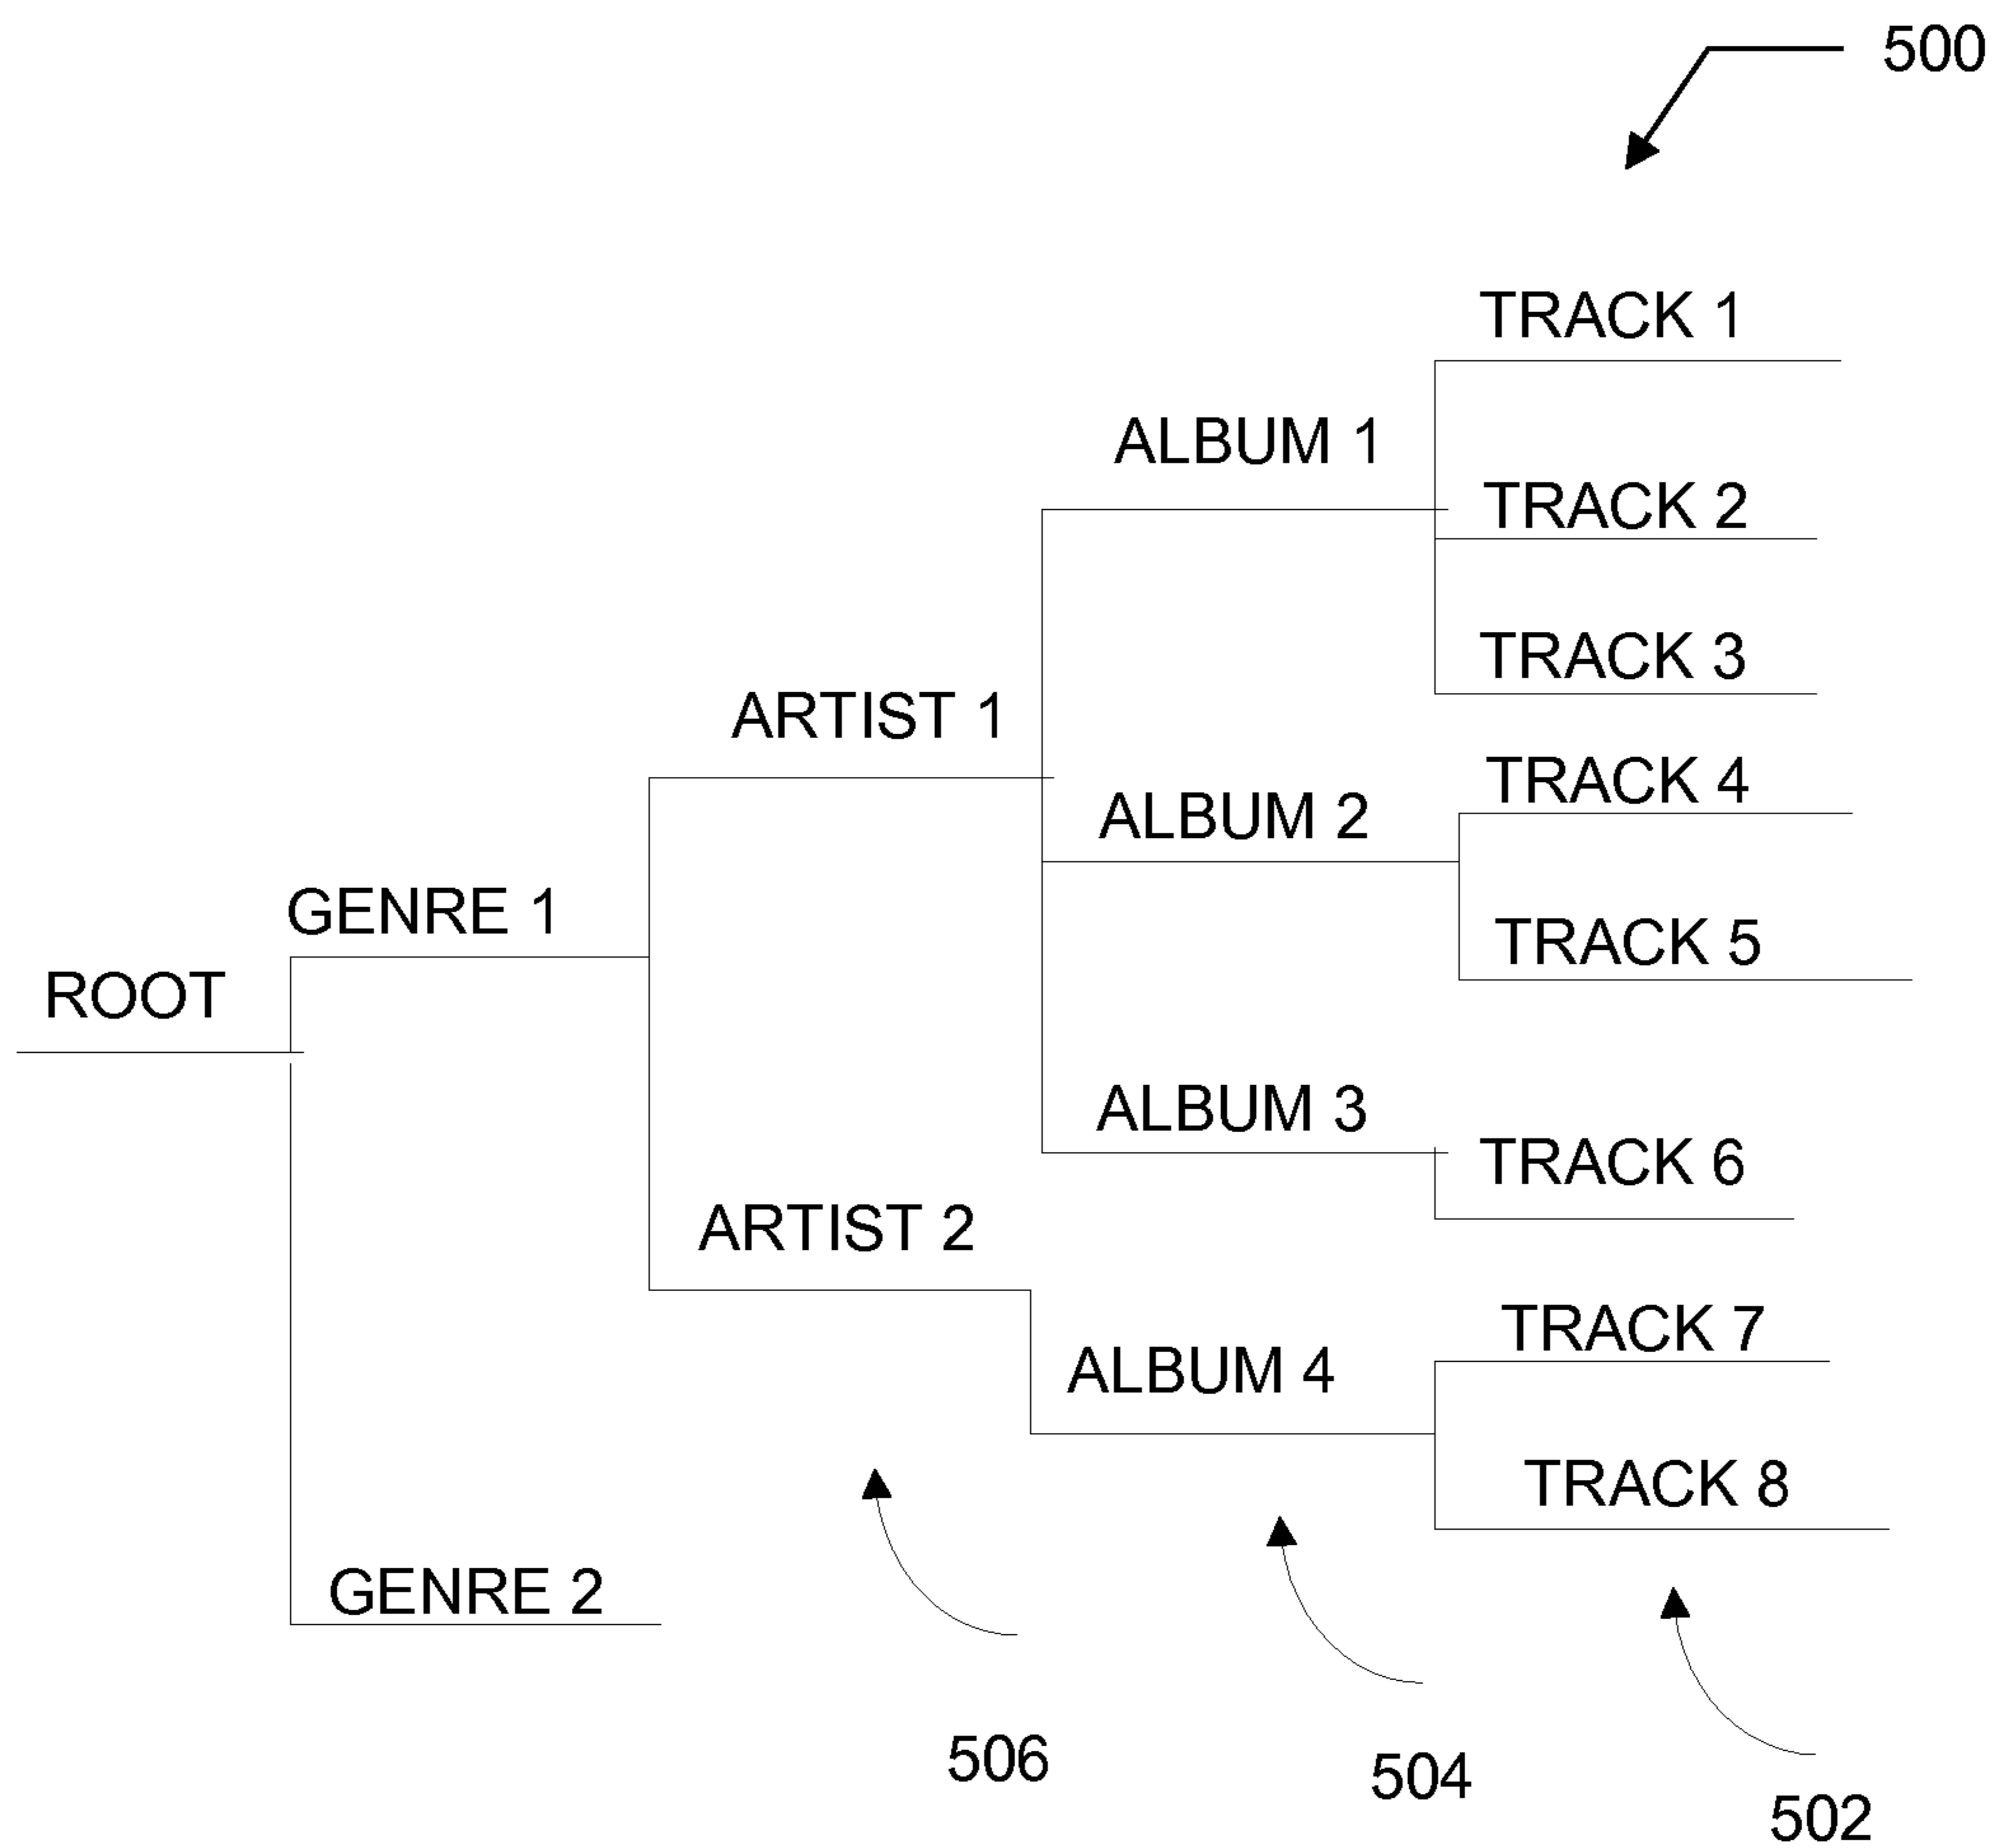 500
TRACK 1
ALBUM 1
TRACK 2
TRACK 3
ARTIST 1
TRACK 4
ALBUM 2
GENRE 1
TRACK 5
ROOT
ALBUM 3
TRACK 6
ARTIST 2
TRACK 7
ALBUM 4
TRACK 8
GENRE 2
506
504
502